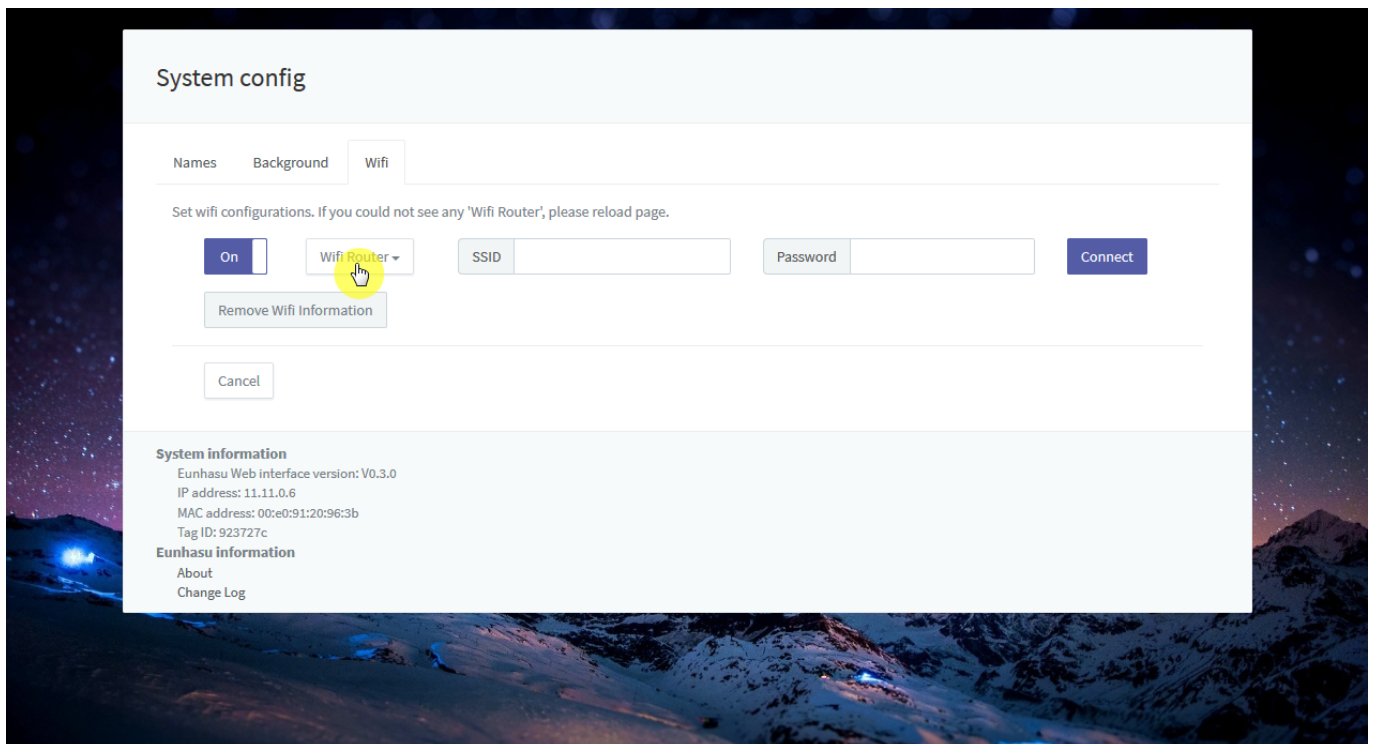 System config
Names Background Wifi
Set wifi configurations. If you could not see any 'Wifi Router', please reload page.
On Wifi Router SSID Password Connect
Remove Wifi Information
Cancel
System information
Eunhasu Web interface version: V0.3.0
IP address: 11.11.0.6
MAC address: 00:e0:91:20:96:3b
Tag ID: 923727c
Eunhasu information
About
Change Log